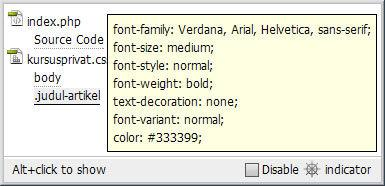 index.php
Source Code
kursusprivat.cs
body
.judul-artikel
font-family: Verdana, Arial, Helvetica, sans-serif;
font-size: medium;
font-style: normal;
font-weight: bold;
text-decoration: none;
font-variant: normal;
color: #333399;
Alt+click to show
Disable indicator